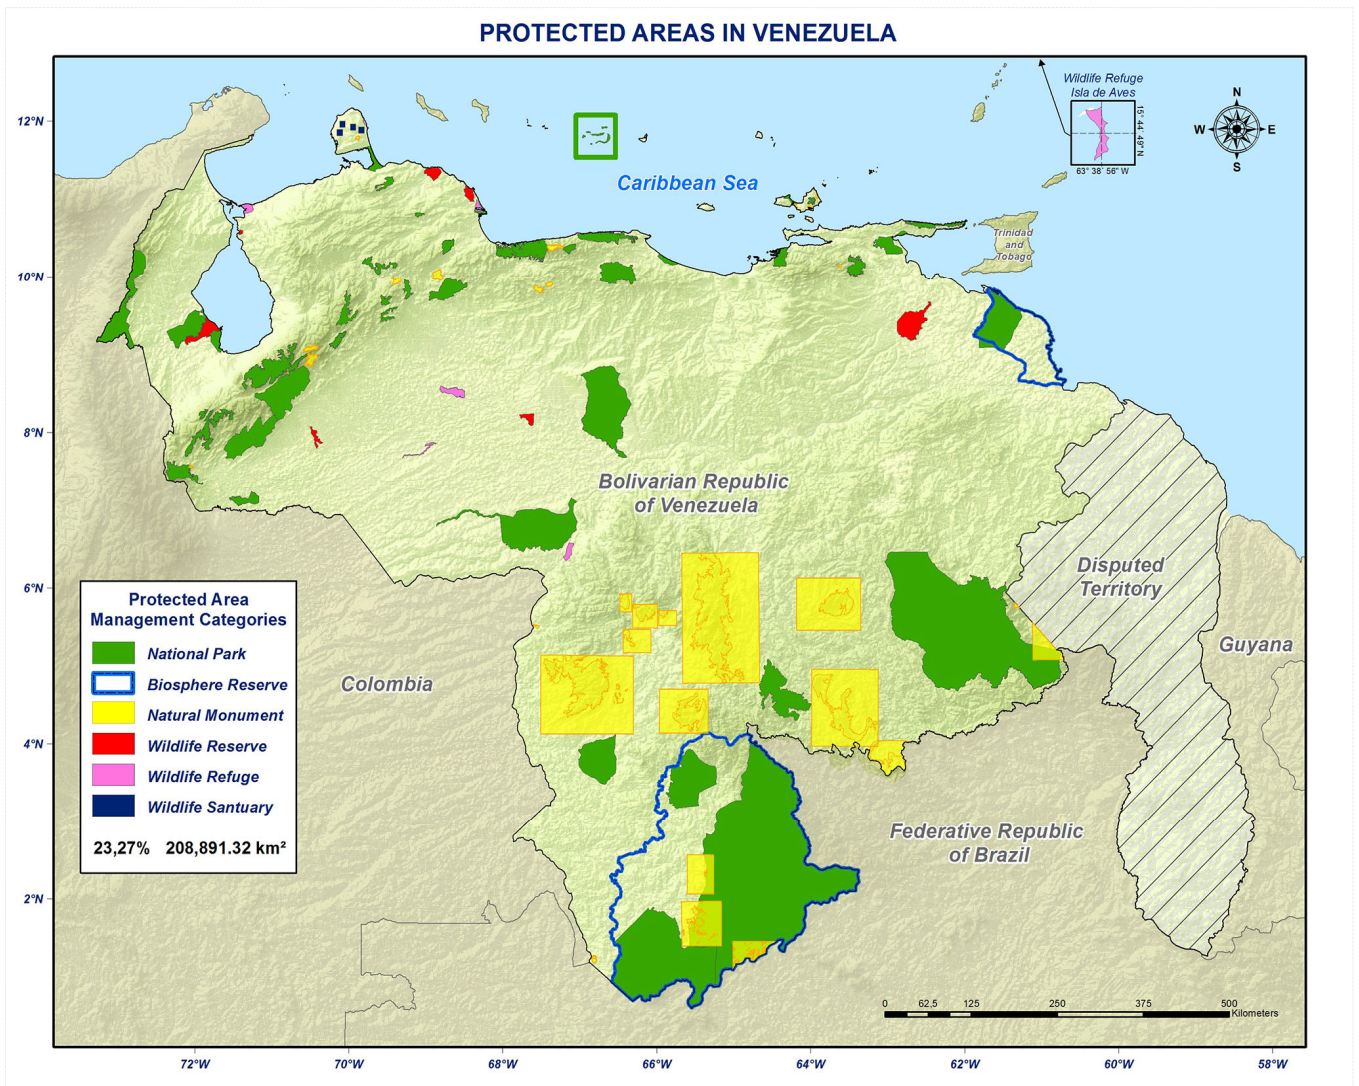 PROTECTED AREAS IN VENEZUELA
Wildlife Refuge
Isla de Aves
15° 44' 49" N
63° 38' 56" W
N
W
E
S
12°N
10°N
8°N
6°N
4°N
2°N
Caribbean Sea
Trinidad
and
Tobago
Bolivarian Republic
of Venezuela
Disputed
Territory
Guyana
Colombia
Federative Republic
of Brazil
Protected Area
Management Categories
National Park
Biosphere Reserve
Natural Monument
Wildlife Reserve
Wildlife Refuge
Wildlife Santuary
23,27% 208,891.32 km²
0 62,5 125 250 375 500
Kilometers
72°W 70°W 68°W 66°W 64°W 62°W 60°W 58°W